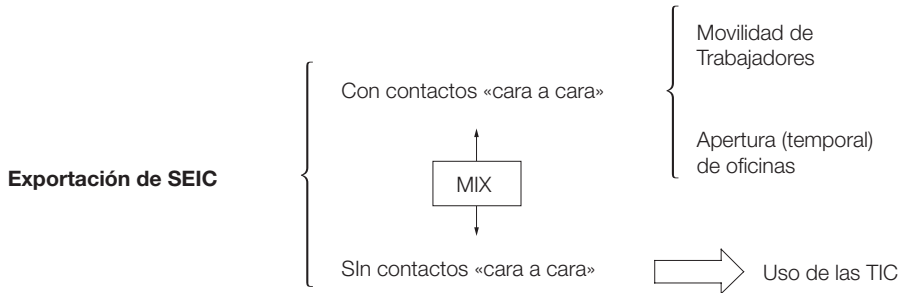 Movilidad de
Trabajadores
Con contactos «cara a cara»
Apertura (temporal)
de oficinas
Exportación de SEIC
MIX
SIn contactos «cara a cara»
Uso de las TIC